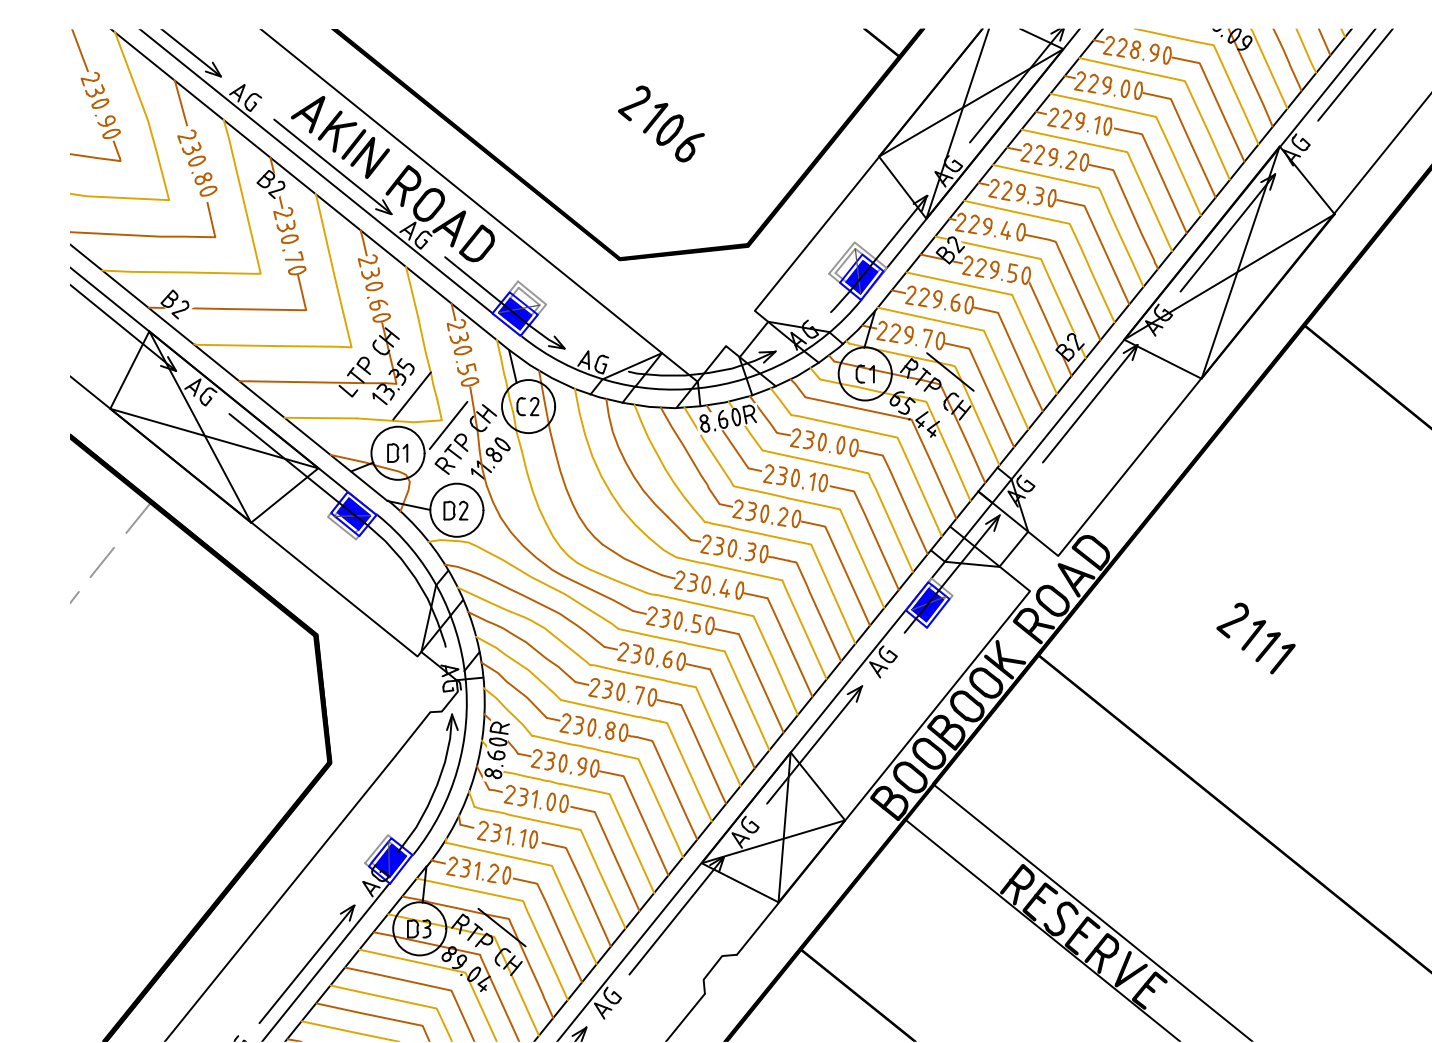 .09
228.90
229.00
229.10
229.20
229.30
229.40
229.50
229.60
229.70
230.90
230.80
230.70
230.60
230.50
AG
AKIN ROAD
2106
AG
AG
AG
B2
AG
B2
B2
AG
AG
C1
RTP CH
65.44
C2
8.60R
LTP CH
13.35
RTP CH
11.80
D1
D2
AG
B2
AG
230.00
230.10
230.20
230.30
230.40
230.50
230.60
230.70
230.80
230.90
231.00
231.10
231.20
AG
AG
AG
8.60R
AG
AG
D3
RTP CH
89.04
AG
AG
BOOBOOK ROAD
2111
RESERVE